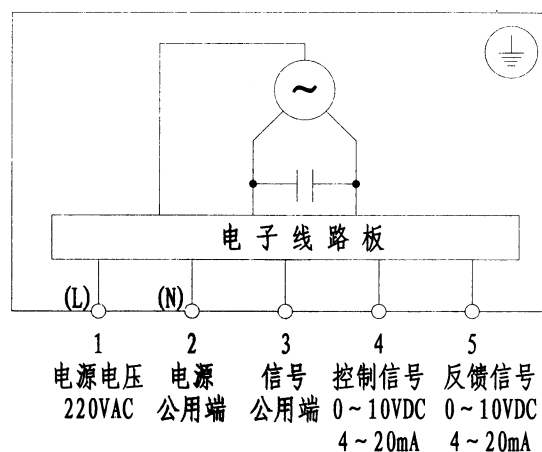 ~
电子线路板
(L) (N)
1 2 3 4 5
电源电压 电源 信号 控制信号 反馈信号
220VAC 公用端 公用端 0~10VDC 0~10VDC
4~20mA 4~20mA